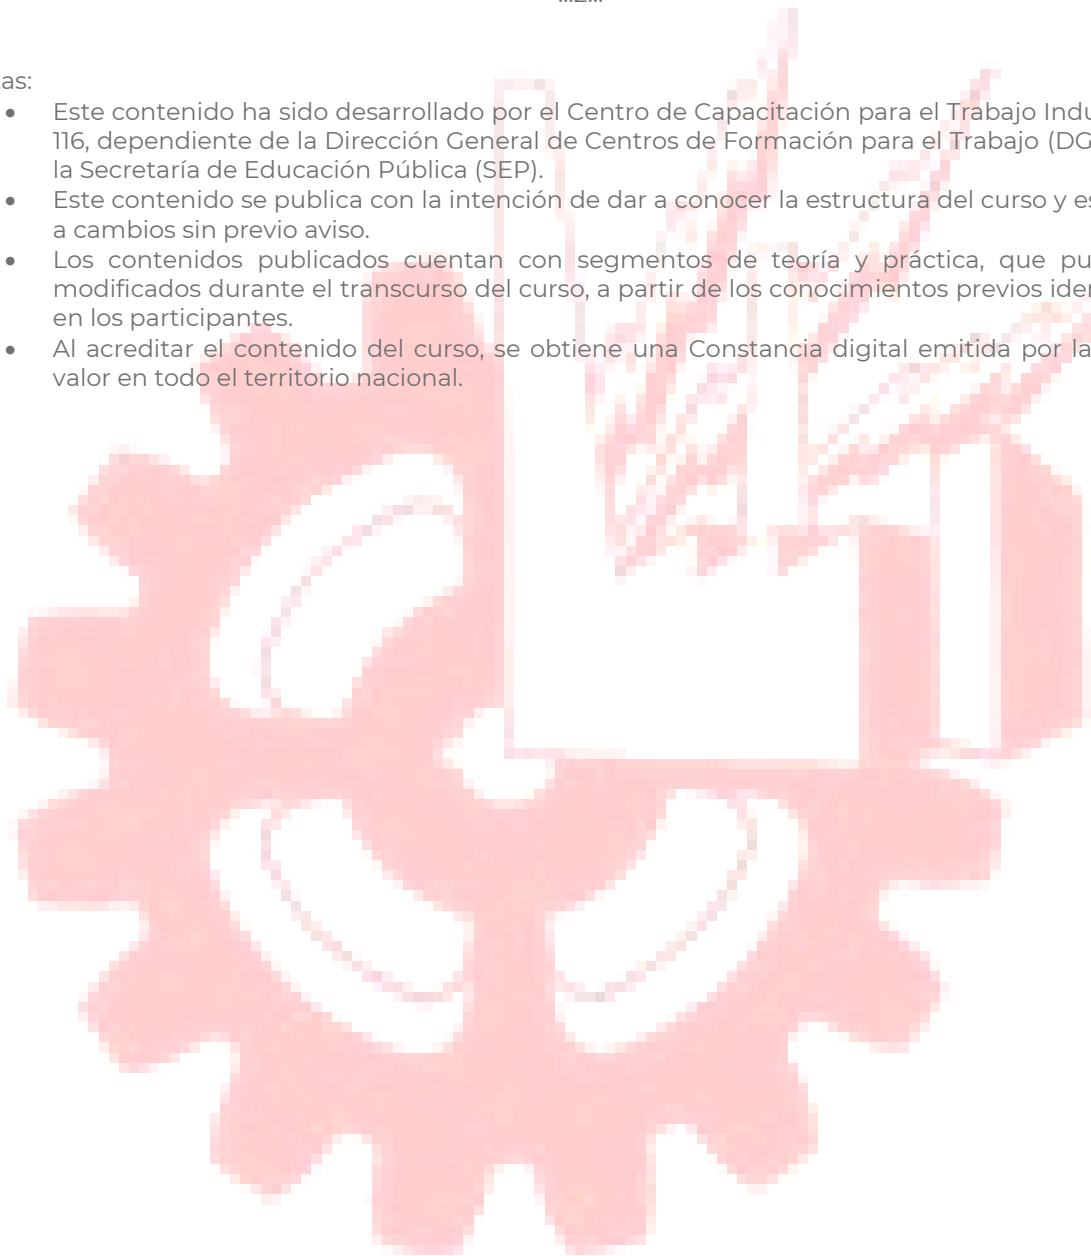 ...2...
as:
• Este contenido ha sido desarrollado por el Centro de Capacitación para el Trabajo Indu
116, dependiente de la Dirección General de Centros de Formación para el Trabajo (DG
la Secretaría de Educación Pública (SEP).
• Este contenido se publica con la intención de dar a conocer la estructura del curso y es
a cambios sin previo aviso.
• Los contenidos publicados cuentan con segmentos de teoría y práctica, que pu
modificados durante el transcurso del curso, a partir de los conocimientos previos iden
en los participantes.
• Al acreditar el contenido del curso, se obtiene una Constancia digital emitida por la
valor en todo el territorio nacional.